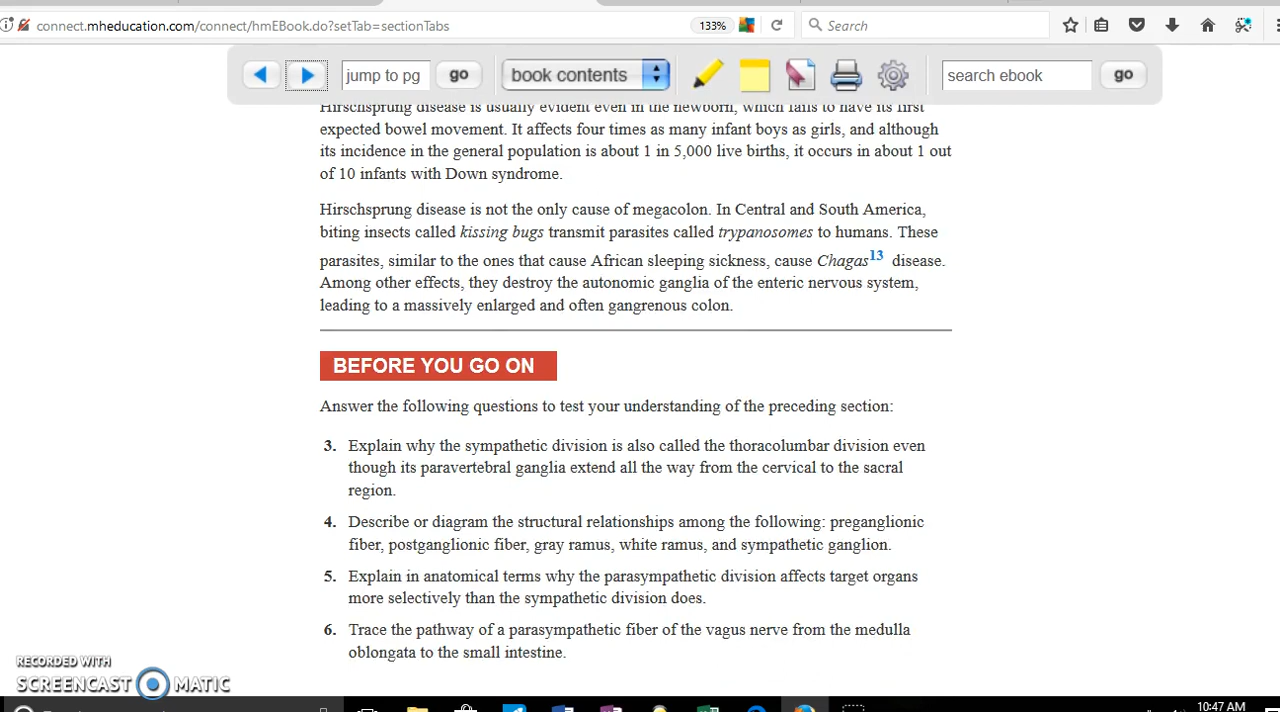 connect.mheducation.com/connect/hmEBook.do?setTab=sectionTabs
133%
Search
jump to pg
go
book contents
search ebook
go
Hirschsprung disease is usually evident even in the newborn, which fails to have its first
expected bowel movement. It affects four times as many infant boys as girls, and although
its incidence in the general population is about 1 in 5,000 live births, it occurs in about 1 out
of 10 infants with Down syndrome.
Hirschsprung disease is not the only cause of megacolon. In Central and South America,
biting insects called kissing bugs transmit parasites called trypanosomes to humans. These
parasites, similar to the ones that cause African sleeping sickness, cause Chagas13 disease.
Among other effects, they destroy the autonomic ganglia of the enteric nervous system,
leading to a massively enlarged and often gangrenous colon.
BEFORE YOU GO ON
Answer the following questions to test your understanding of the preceding section:
3. Explain why the sympathetic division is also called the thoracolumbar division even
though its paravertebral ganglia extend all the way from the cervical to the sacral
region.
4. Describe or diagram the structural relationships among the following: preganglionic
fiber, postganglionic fiber, gray ramus, white ramus, and sympathetic ganglion.
5. Explain in anatomical terms why the parasympathetic division affects target organs
more selectively than the sympathetic division does.
6. Trace the pathway of a parasympathetic fiber of the vagus nerve from the medulla
oblongata to the small intestine.
RECORDED WITH
SCREENCAST MATIC
10:47 AM